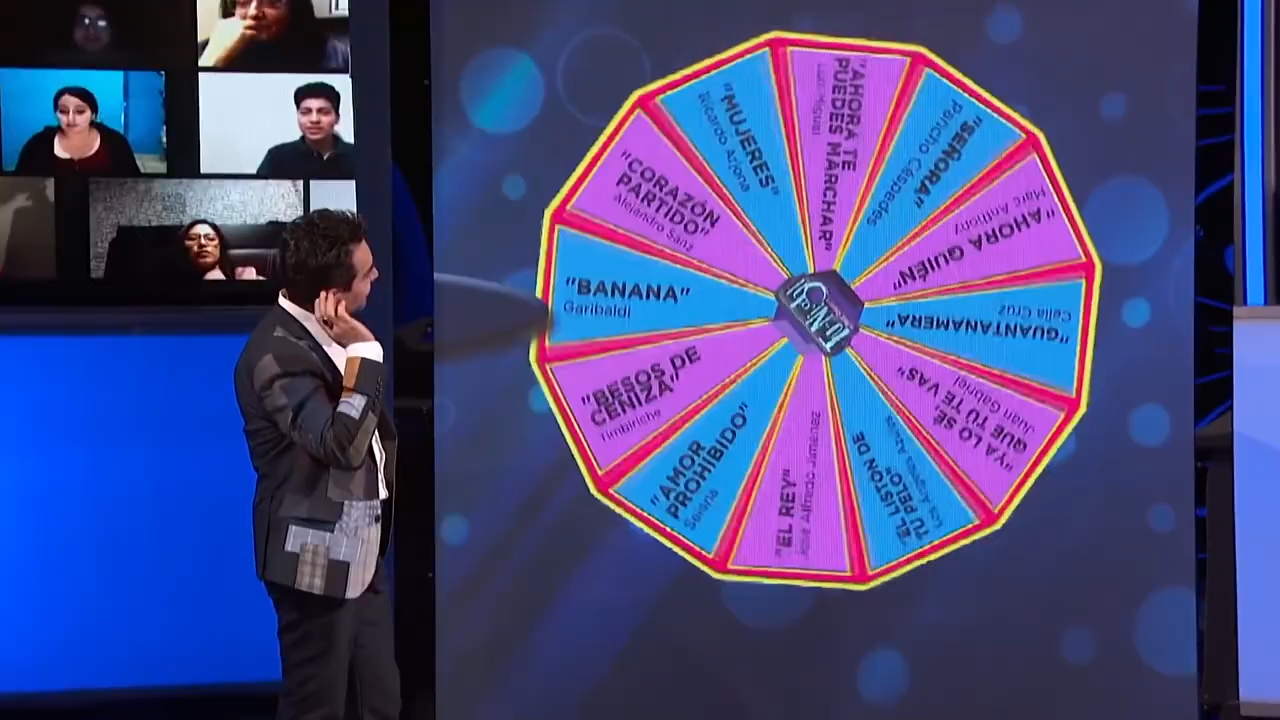 "AHORA TE
PUEDES MARCHAR"
Luis Miguel
"SEÑORA"
Pancho Céspedes
"AHORA QUIÉN"
Marc Anthony
"GUANTANAMERA"
Celia Cruz
"YA LO SÉ,
QUE TÚ TE VAS"
Juan Gabriel
"EL LISTON DE
TU PELO"
Los Ángeles Azules
"EL REY"
José Alfredo Jiménez
"AMOR
PROHÍBIDO"
Selena
"BESOS DE
CENIZA"
Timbiriche
"BANANA"
Garibaldi
"CORAZÓN
PARTIDO"
Alejandro Sanz
"MUJERES"
Ricardo Arjona